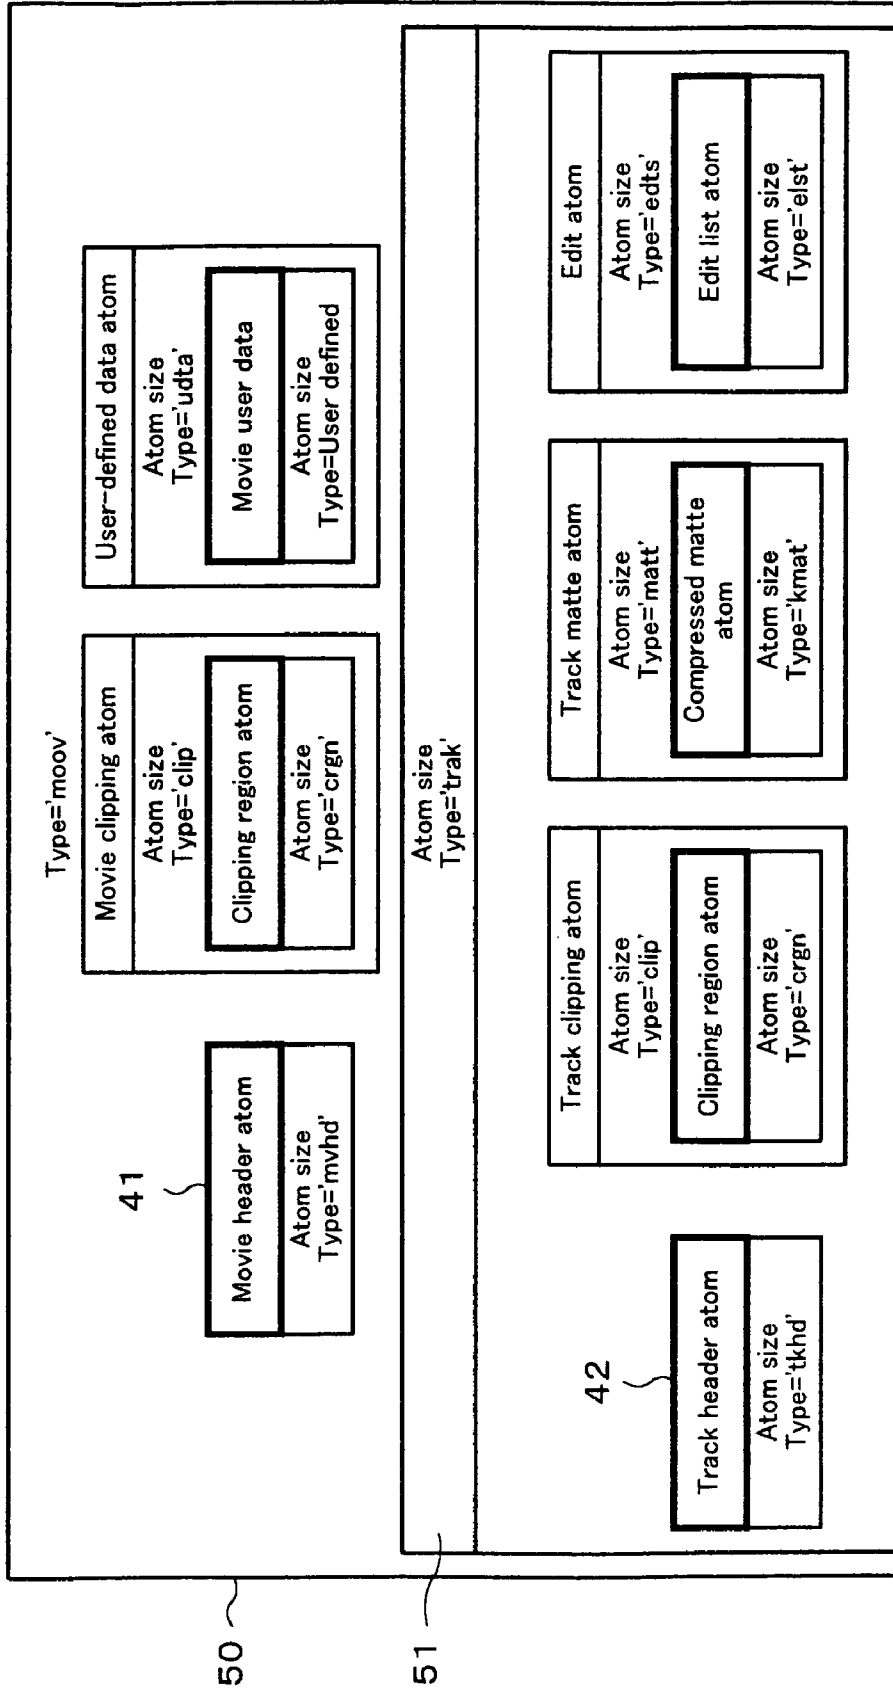 50
Type='moov'
41
Movie header atom
Atom size
Type='mvhd'
Movie clipping atom
Atom size
Type='clip'
Clipping region atom
Atom size
Type='crgn'
User-defined data atom
Atom size
Type='udta'
Movie user data
Atom size
Type=User defined
51
Atom size
Type='trak'
42
Track header atom
Atom size
Type='tkhd'
Track clipping atom
Atom size
Type='clip'
Clipping region atom
Atom size
Type='crgn'
Track matte atom
Atom size
Type='matt'
Compressed matte
atom
Atom size
Type='kmat'
Edit atom
Atom size
Type='edts'
Edit list atom
Atom size
Type='elst'